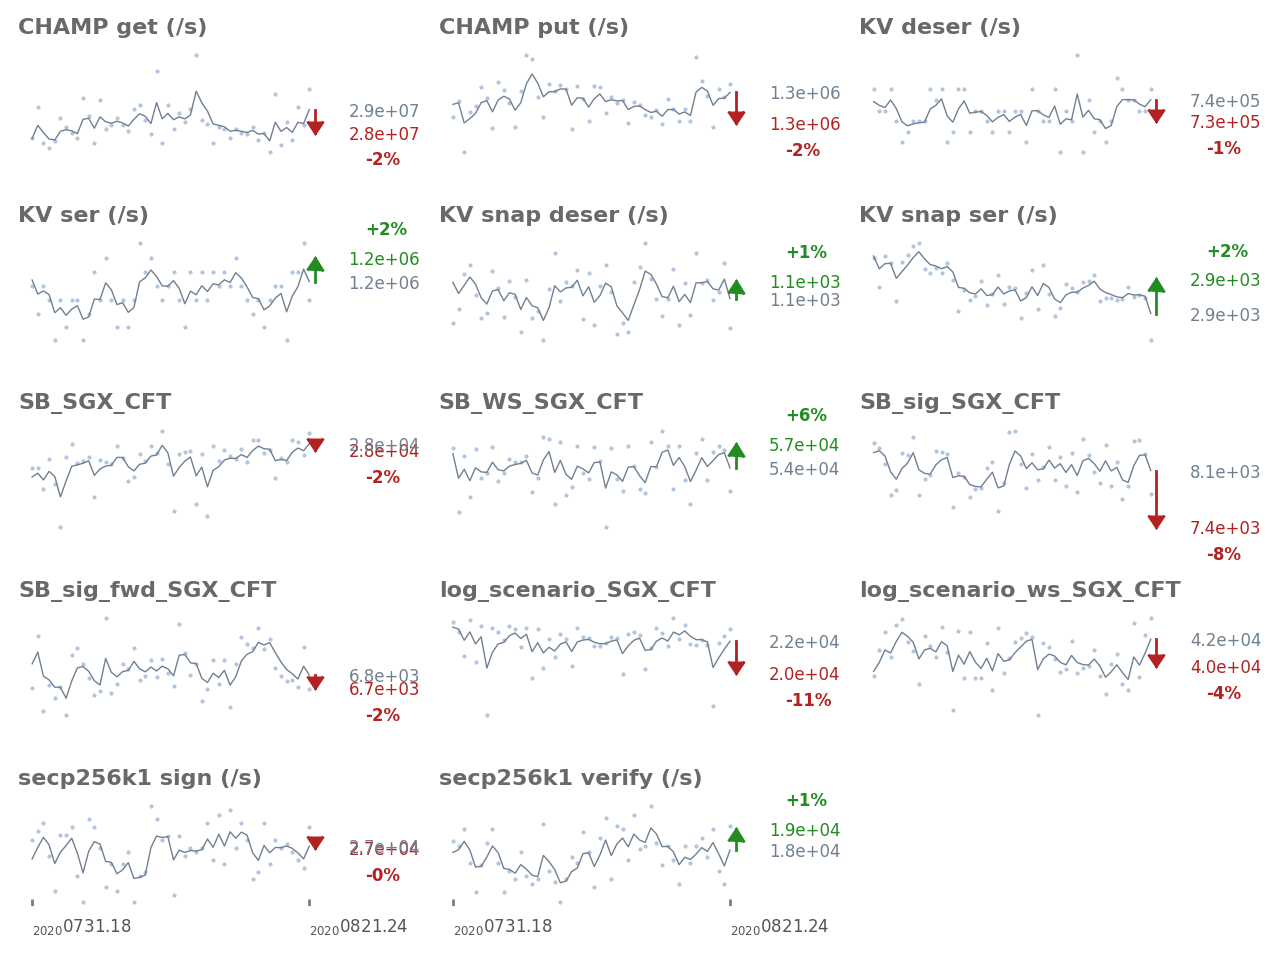 CHAMP get (/s)
2.9e+07
2.8e+07
-2%
CHAMP put (/s)
1.3e+06
1.3e+06
-2%
KV deser (/s)
7.4e+05
7.3e+05
-1%
KV ser (/s)
+2%
1.2e+06
1.2e+06
KV snap deser (/s)
+1%
1.1e+03
1.1e+03
KV snap ser (/s)
+2%
2.9e+03
2.9e+03
SB_SGX_CFT
2.8e+04
2.8e+04
-2%
SB_WS_SGX_CFT
+6%
5.7e+04
5.4e+04
SB_sig_SGX_CFT
8.1e+03
7.4e+03
-8%
SB_sig_fwd_SGX_CFT
6.8e+03
6.7e+03
-2%
log_scenario_SGX_CFT
2.2e+04
2.0e+04
-11%
log_scenario_ws_SGX_CFT
4.2e+04
4.0e+04
-4%
secp256k1 sign (/s)
2.7e+04
2.7e+04
-0%
secp256k1 verify (/s)
+1%
1.9e+04
1.8e+04
20200731.18
20200821.24
20200731.18
20200821.24